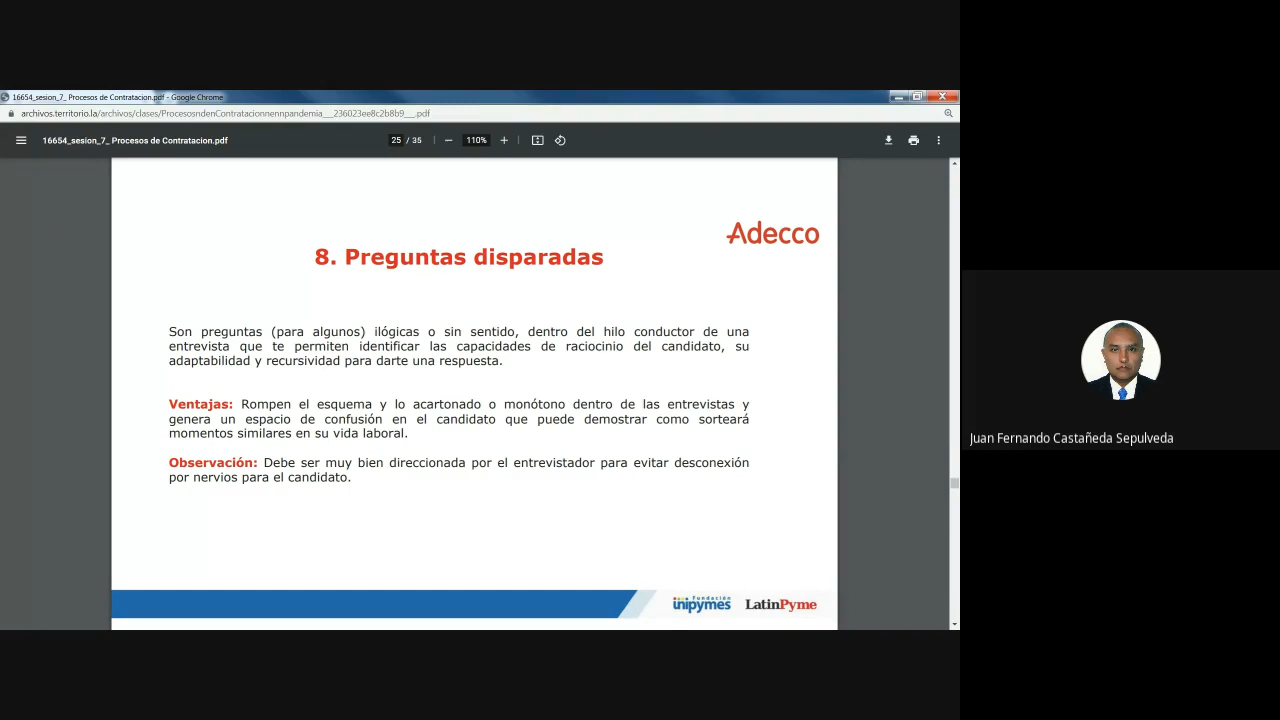 16654_sesion_7_ Procesos de Contratacion.pdf - Google Chrome
archivos.territorio.la/archivos/clases/ProcesosndenContratacionnennpandemia__236023ee8c2b8b9__.pdf
16654_sesion_7_ Procesos de Contratacion.pdf
25 / 35
110%
Adecco
8. Preguntas disparadas
Son preguntas (para algunos) ilógicas o sin sentido, dentro del hilo conductor de una
entrevista que te permiten identificar las capacidades de raciocinio del candidato, su
adaptabilidad y recursividad para darte una respuesta.
Ventajas: Rompen el esquema y lo acartonado o monótono dentro de las entrevistas y
genera un espacio de confusión en el candidato que puede demostrar como sorteará
momentos similares en su vida laboral.
Observación: Debe ser muy bien direccionada por el entrevistador para evitar desconexión
por nervios para el candidato.
Fundación
unipymes
LatinPyme
Juan Fernando Castañeda Sepulveda